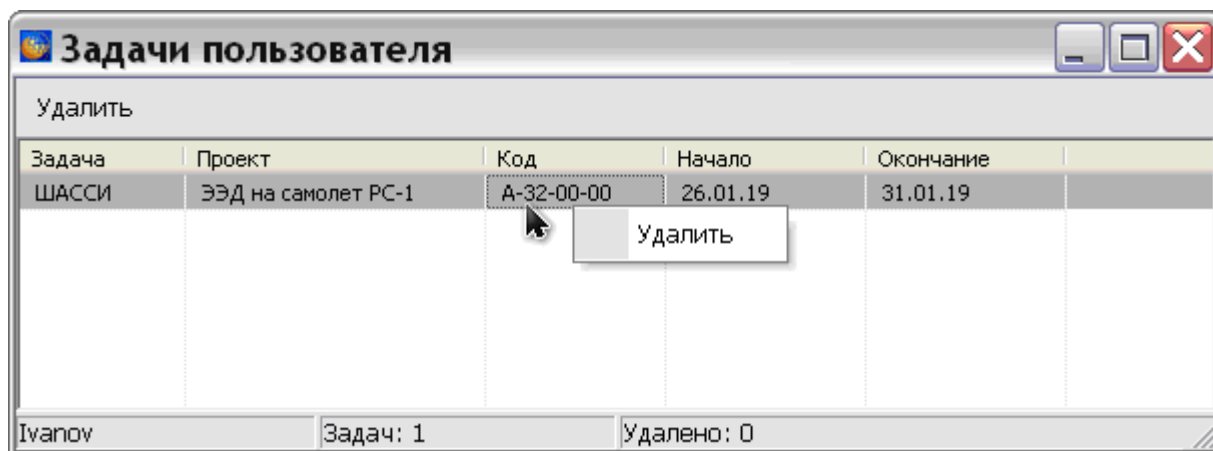 Задачи пользователя
Удалить
Задача Проект Код Начало Окончание
ШАССИ ЭЭД на самолет РС-1 А-32-00-00 26.01.19 31.01.19
Удалить
Ivanov Задач: 1 Удалено: 0